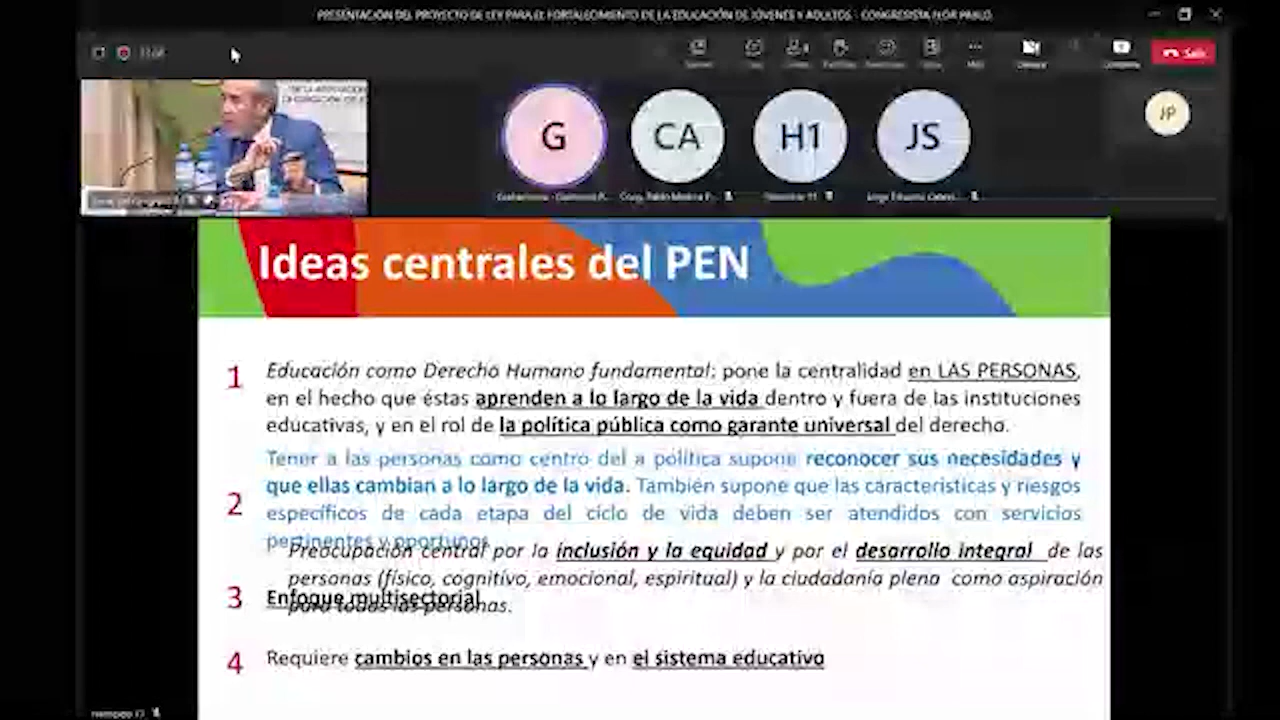 PRESENTACIÓN DEL PROYECTO DE LEY PARA EL FORTALECIMIENTO DE LA EDUCACIÓN DE JÓVENES Y ADULTOS - CONGRESISTA FLOR PABLO
Salir
G
CA
H1
JS
JP
Ideas centrales del PEN
1
Educación como Derecho Humano fundamental: pone la centralidad en LAS PERSONAS,
en el hecho que éstas aprenden a lo largo de la vida dentro y fuera de las instituciones
educativas, y en el rol de la política pública como garante universal del derecho.
2
Tener a las personas como centro del a política supone reconocer sus necesidades y
que ellas cambian a lo largo de la vida. También supone que las características y riesgos
específicos de cada etapa del ciclo de vida deben ser atendidos con servicios
pertinentes y oportunos
Preocupación central por la inclusión y la equidad y por el desarrollo integral de las
personas (físico, cognitivo, emocional, espiritual) y la ciudadanía plena como aspiración
para todas las personas.
3
Enfoque multisectorial
4
Requiere cambios en las personas y en el sistema educativo